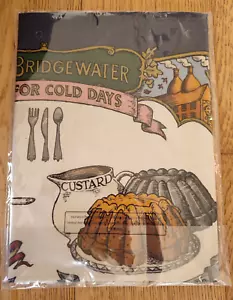 BRIDGEWATER
FOR COLD DAYS
CUSTARD